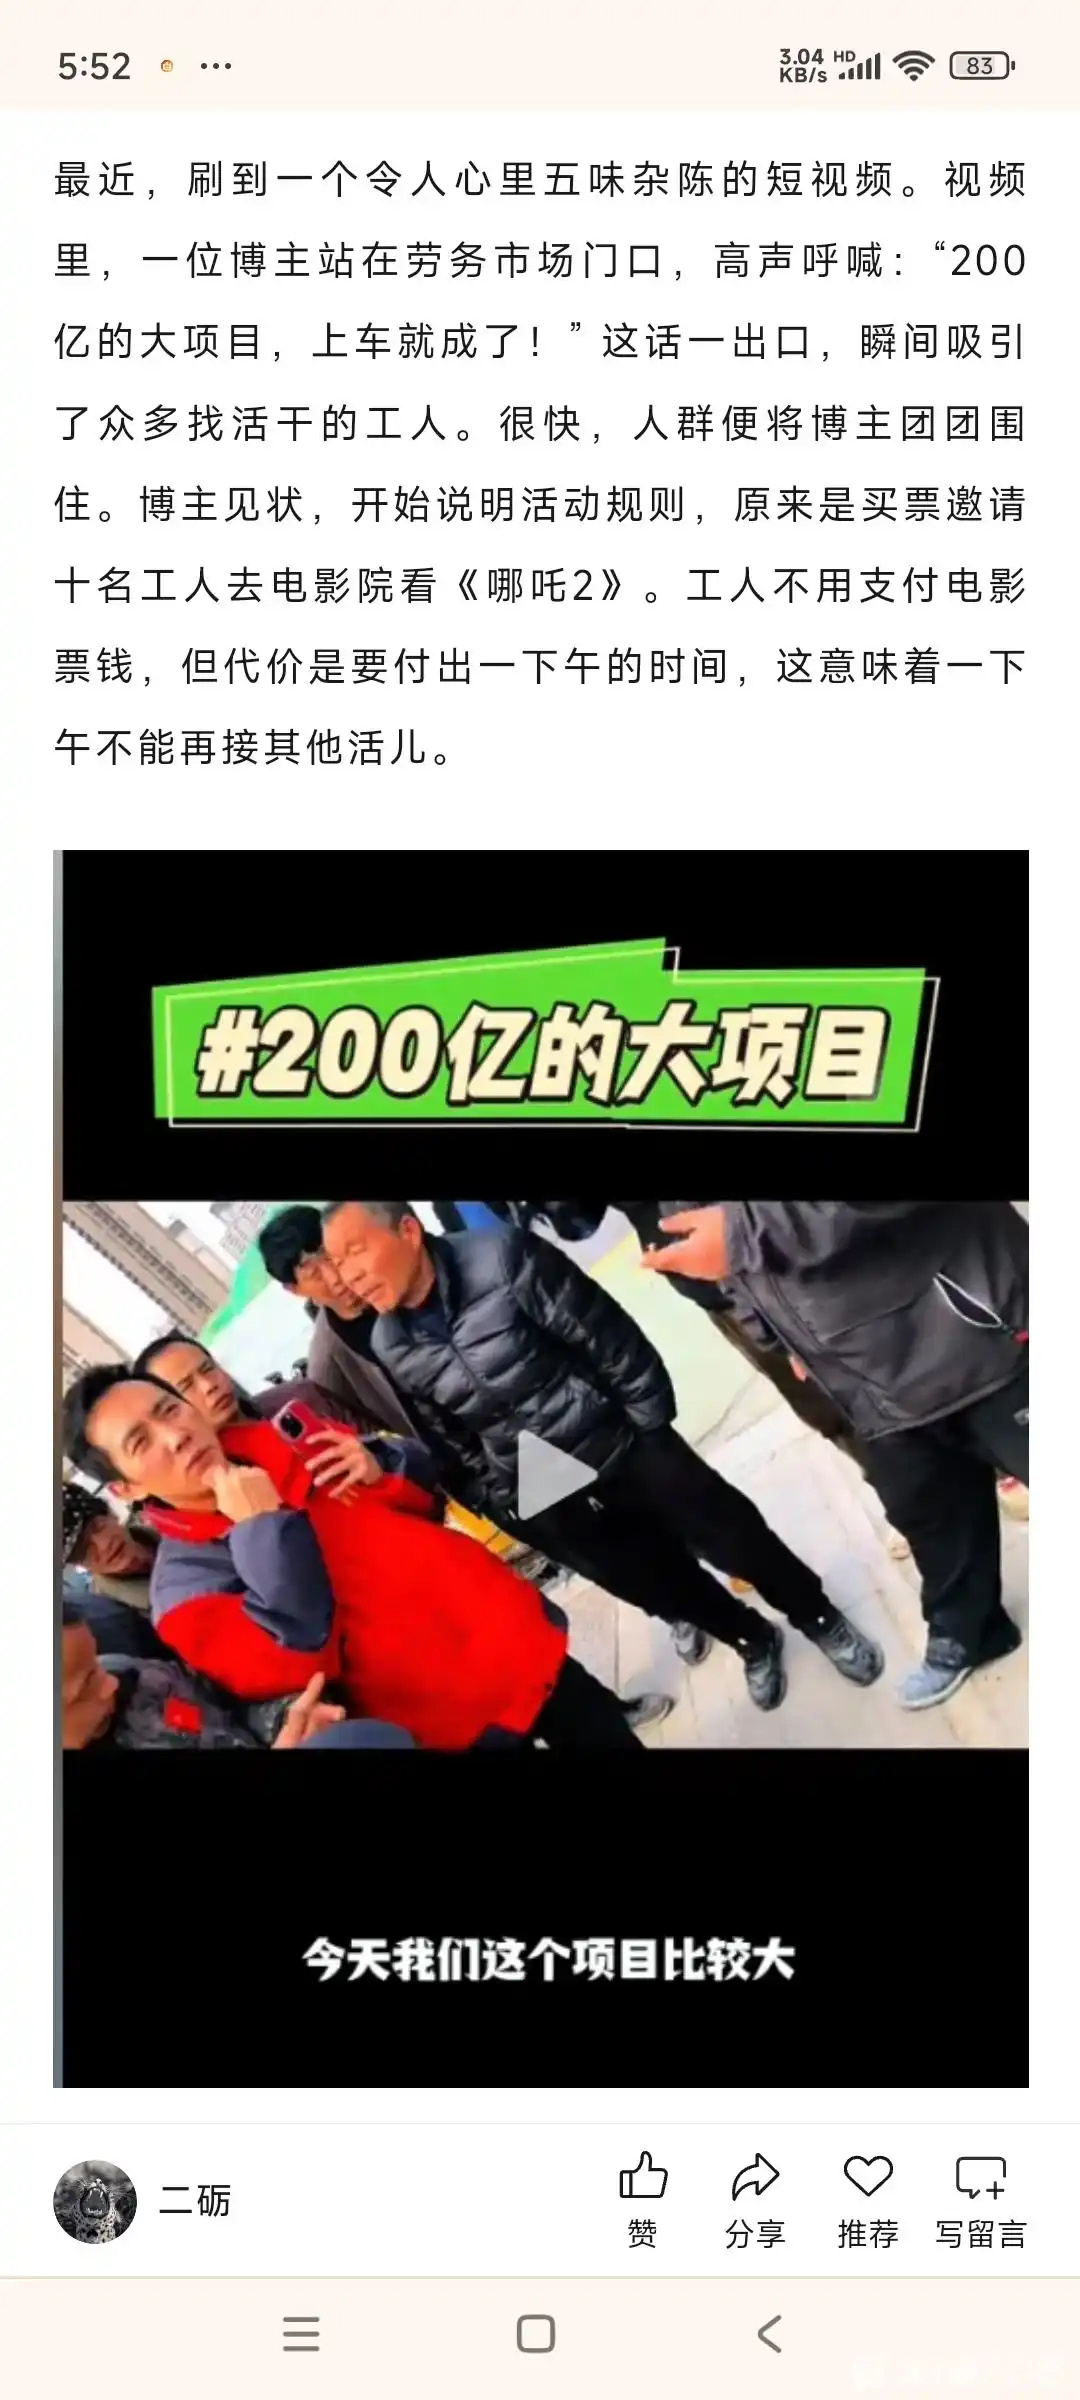 5:52
3.04 KB/s HD 83
最近，刷到一个令人心里五味杂陈的短视频。视频
里，一位博主站在劳务市场门口，高声呼喊：“200
亿的大项目，上车就成了！”这话一出口，瞬间吸引
了众多找活干的工人。很快，人群便将博主团团围
住。博主见状，开始说明活动规则，原来是买票邀请
十名工人去电影院看《哪吒2》。工人不用支付电影
票钱，但代价是要付出一下午的时间，这意味着一下
午不能再接其他活儿。
#200亿的大项目
今天我们这个项目比较大
二砺
赞 分享 推荐 写留言